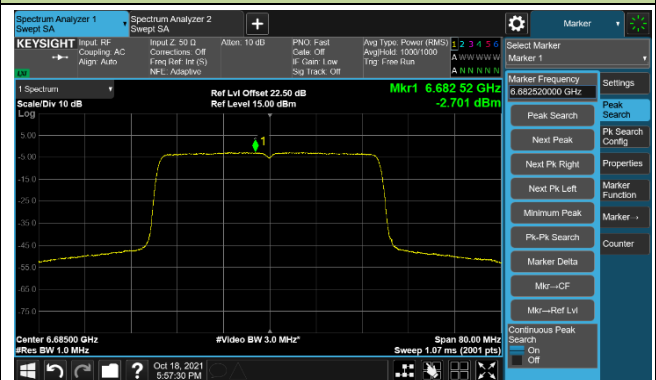 Spectrum Analyzer 1
Swept SA
Spectrum Analyzer 2
Swept SA
Marker
KEYSIGHT
Input: RF
Coupling: AC
Align: Auto
Input Z: 50 Ω
Corrections: Off
Freq Ref: Int (S)
NFE: Adaptive
Atten: 10 dB
PNO: Fast
Gate: Off
IF Gain: Low
Sig Track: Off
Avg Type: Power (RMS)
Avg|Hold: 1000/1000
Trig: Free Run
1 2 3 4 5 6
A W W W W W
A N N N N N
LXI
Select Marker
Marker 1
1 Spectrum
Scale/Div 10 dB
Log
Ref Lvl Offset 22.50 dB
Ref Level 15.00 dBm
Mkr1 6.682 52 GHz
-2.701 dBm
5.00
-5.00
-15.0
-25.0
-35.0
-45.0
-55.0
-65.0
-75.0
1
Center 6.68500 GHz
#Res BW 1.0 MHz
#Video BW 3.0 MHz*
Span 80.00 MHz
Sweep 1.07 ms (2001 pts)
Marker Frequency
6.682520000 GHz
Peak Search
Next Peak
Next Pk Right
Next Pk Left
Minimum Peak
Pk-Pk Search
Marker Delta
Mkr→CF
Mkr→Ref Lvl
Continuous Peak
Search
On
Off
Settings
Peak
Search
Pk Search
Config
Properties
Marker
Function
Marker→
Counter
?
Oct 18, 2021
5:57:30 PM